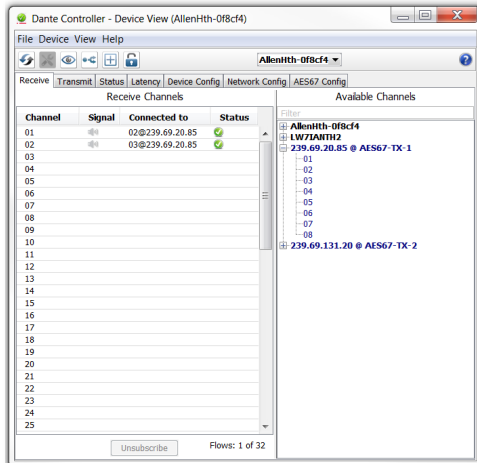 Dante Controller - Device View (AllenHth-0f8cf4)
File Device View Help
AllenHth-0f8cf4
Receive Transmit Status Latency Device Config Network Config AES67 Config
Receive Channels
Channel Signal Connected to Status
01 02@239.69.20.85
02 03@239.69.20.85
03
04
05
06
07
08
09
10
11
12
13
14
15
16
17
18
19
20
21
22
23
24
25
Unsubscribe Flows: 1 of 32
Available Channels
Filter
AllenHth-0f8cf4
LW7IANTH2
239.69.20.85 @ AES67-TX-1
01
02
03
04
05
06
07
08
239.69.131.20 @ AES67-TX-2